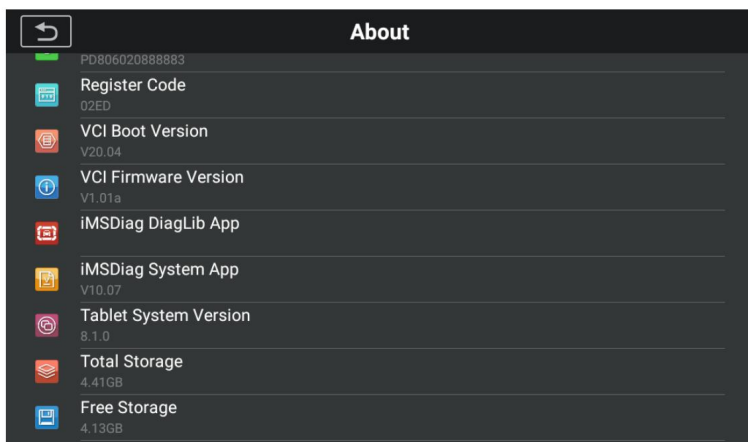 About
PD806020888883
Register Code
02ED
VCI Boot Version
V20.04
VCI Firmware Version
V1.01a
iMSDiag DiagLib App
iMSDiag System App
V10.07
Tablet System Version
8.1.0
Total Storage
4.41GB
Free Storage
4.13GB